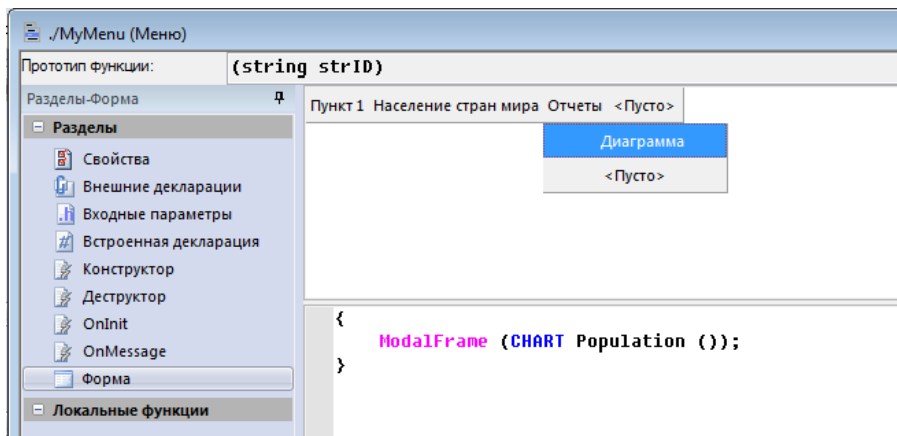 ./MyMenu (Меню)
Прототип функции: (string strID)
Разделы-Форма
Разделы
Свойства
Внешние декларации
.h Входные параметры
# Встроенная декларация
Конструктор
Деструктор
OnInit
OnMessage
Форма
Локальные функции
Пункт 1 Население стран мира Отчеты <Пусто>
Диаграмма
<Пусто>
{
ModalFrame (CHART Population ());
}